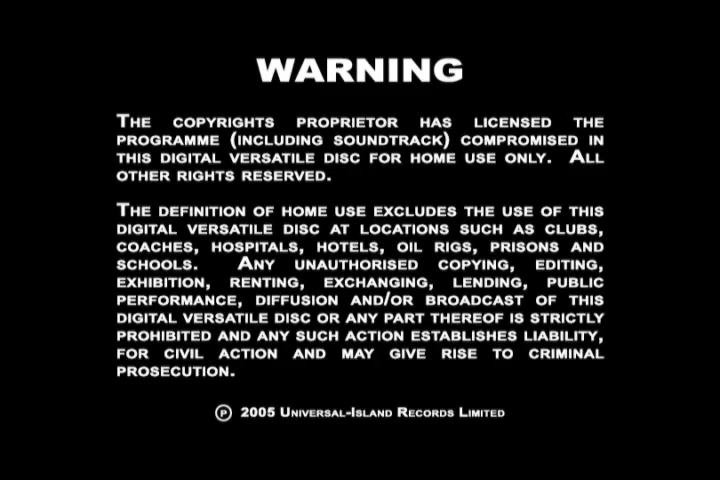 WARNING
THE COPYRIGHTS PROPRIETOR HAS LICENSED THE
PROGRAMME (INCLUDING SOUNDTRACK) COMPROMISED IN
THIS DIGITAL VERSATILE DISC FOR HOME USE ONLY. ALL
OTHER RIGHTS RESERVED.
THE DEFINITION OF HOME USE EXCLUDES THE USE OF THIS
DIGITAL VERSATILE DISC AT LOCATIONS SUCH AS CLUBS,
COACHES, HOSPITALS, HOTELS, OIL RIGS, PRISONS AND
SCHOOLS. ANY UNAUTHORISED COPYING, EDITING,
EXHIBITION, RENTING, EXCHANGING, LENDING, PUBLIC
PERFORMANCE, DIFFUSION AND/OR BROADCAST OF THIS
DIGITAL VERSATILE DISC OR ANY PART THEREOF IS STRICTLY
PROHIBITED AND ANY SUCH ACTION ESTABLISHES LIABILITY,
FOR CIVIL ACTION AND MAY GIVE RISE TO CRIMINAL
PROSECUTION.
℗ 2005 UNIVERSAL-ISLAND RECORDS LIMITED